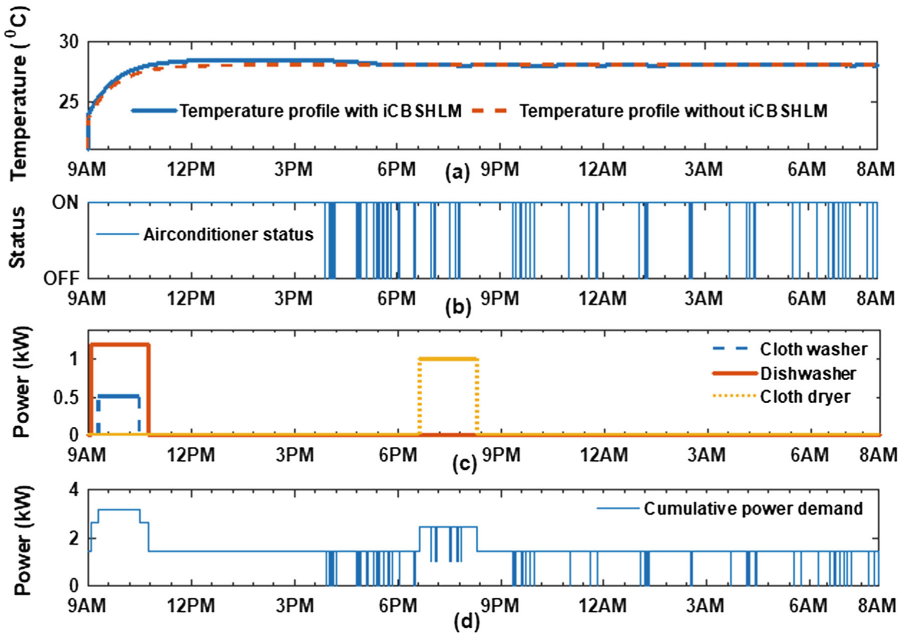 Temperature ( ⁰C)
30
25
Temperature profile with iCBSHLM
Temperature profile without iCBSHLM
9AM 12PM 3PM 6PM 9PM 12AM 3AM 6AM 8AM
(a)
Status
ON
Airconditioner status
OFF
9AM 12PM 3PM 6PM 9PM 12AM 3AM 6AM 8AM
(b)
Power (kW)
1
0.5
0
Cloth washer
Dishwasher
Cloth dryer
9AM 12PM 3PM 6PM 9PM 12AM 3AM 6AM 8AM
(c)
Power (kW)
4
2
0
Cumulative power demand
9AM 12PM 3PM 6PM 9PM 12AM 3AM 6AM 8AM
(d)